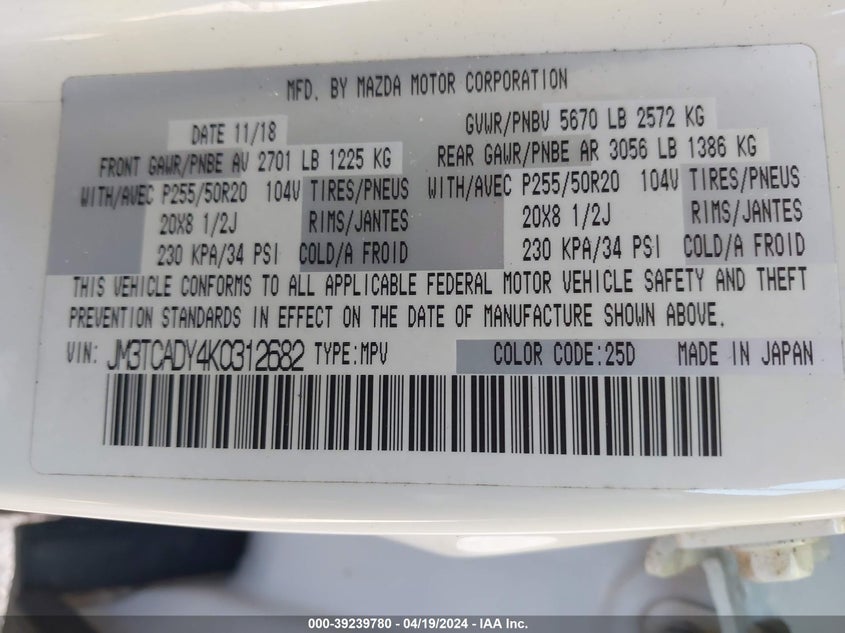 MFD. BY MAZDA MOTOR CORPORATION
DATE 11/18 GVWR/PNBV 5670 LB 2572 KG
FRONT GAWR/PNBE AV 2701 LB 1225 KG REAR GAWR/PNBE AR 3056 LB 1386 KG
WITH/AVEC P255/50R20 104V TIRES/PNEUS WITH/AVEC P255/50R20 104V TIRES/PNEUS
20X8 1/2J RIMS/JANTES 20X8 1/2J RIMS/JANTES
230 KPA/34 PSI COLD/A FROID 230 KPA/34 PSI COLD/A FROID
THIS VEHICLE CONFORMS TO ALL APPLICABLE FEDERAL MOTOR VEHICLE SAFETY AND THEFT
PREVENTION STANDARDS IN EFFECT ON THE DATE OF MANUFACTURE SHOWN ABOVE.
VIN: JM3TCADY4K0312682 TYPE:MPV COLOR CODE:25D MADE IN JAPAN
000-39239780 - 04/19/2024 - IAA Inc.